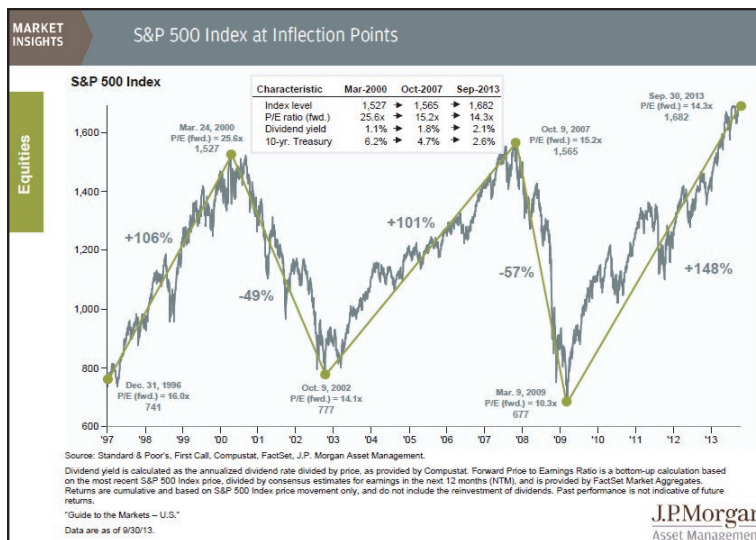 MARKET
INSIGHTS
S&P 500 Index at Inflection Points
Equities
S&P 500 Index
Characteristic Mar-2000 Oct-2007 Sep-2013
Index level 1,527 ➔ 1,565 ➔ 1,682
P/E ratio (fwd.) 25.6x ➔ 15.2x ➔ 14.3x
Dividend yield 1.1% ➔ 1.8% ➔ 2.1%
10-yr. Treasury 6.2% ➔ 4.7% ➔ 2.6%
Mar. 24, 2000
P/E (fwd.) = 25.6x
1,527
Oct. 9, 2007
P/E (fwd.) = 15.2x
1,565
Sep. 30, 2013
P/E (fwd.) = 14.3x
1,682
+106%
-49%
+101%
-57%
+148%
Dec. 31, 1996
P/E (fwd.) = 16.0x
741
Oct. 9, 2002
P/E (fwd.) = 14.1x
777
Mar. 9, 2009
P/E (fwd.) = 10.3x
677
1,600
1,400
1,200
1,000
800
600
'97 '98 '99 '00 '01 '02 '03 '04 '05 '06 '07 '08 '09 '10 '11 '12 '13
Source: Standard & Poor's, First Call, Compustat, FactSet, J.P. Morgan Asset Management.
Dividend yield is calculated as the annualized dividend rate divided by price, as provided by Compustat. Forward Price to Earnings Ratio is a bottom-up calculation based
on the most recent S&P 500 Index price, divided by consensus estimates for earnings in the next 12 months (NTM), and is provided by FactSet Market Aggregates.
Returns are cumulative and based on S&P 500 Index price movement only, and do not include the reinvestment of dividends. Past performance is not indicative of future
returns.
"Guide to the Markets – U.S."
Data are as of 9/30/13.
J.P.Morgan
Asset Management